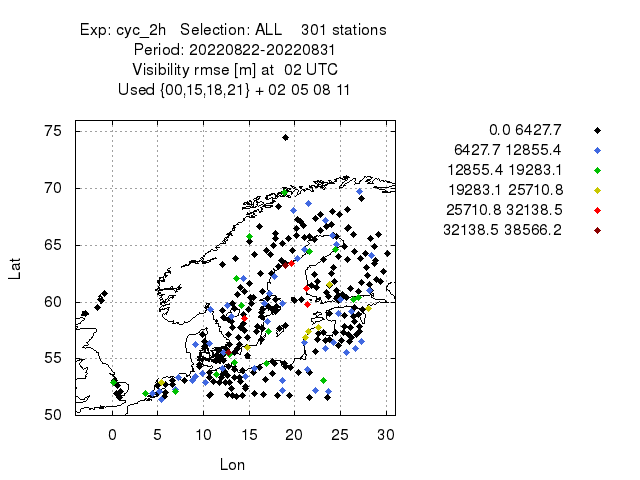 Exp: cyc_2h   Selection: ALL    301 stations
Period: 20220822-20220831
Visibility rmse [m] at  02 UTC
Used {00,15,18,21} + 02 05 08 11
0.0 6427.7
6427.7 12855.4
12855.4 19283.1
19283.1 25710.8
25710.8 32138.5
32138.5 38566.2
75
70
65
60
55
50
Lat
0 5 10 15 20 25 30
Lon